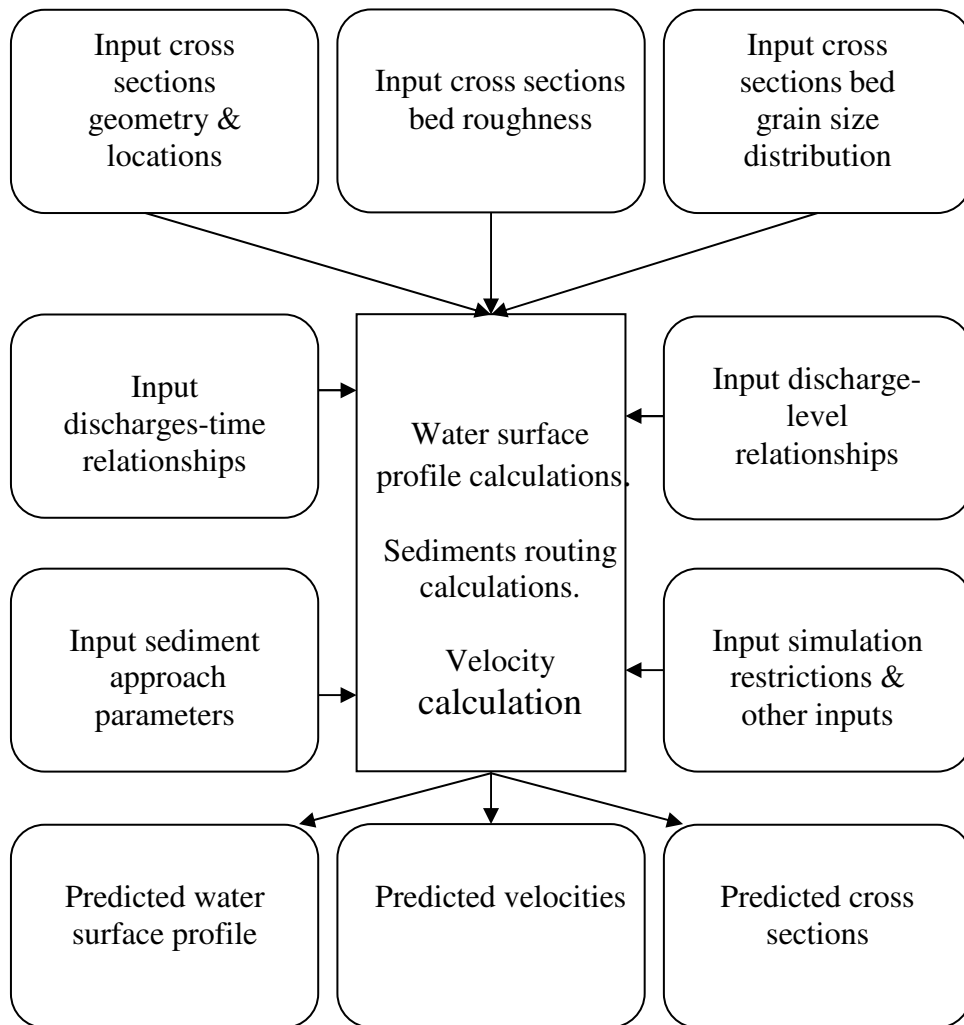 Input cross
sections
geometry &
locations
Input cross sections
bed roughness
Input cross
sections bed
grain size
distribution
Input
discharges-time
relationships
Water surface
profile calculations.
Sediments routing
calculations.
Velocity
calculation
Input discharge-
level
relationships
Input sediment
approach
parameters
Input simulation
restrictions &
other inputs
Predicted water
surface profile
Predicted velocities
Predicted cross
sections